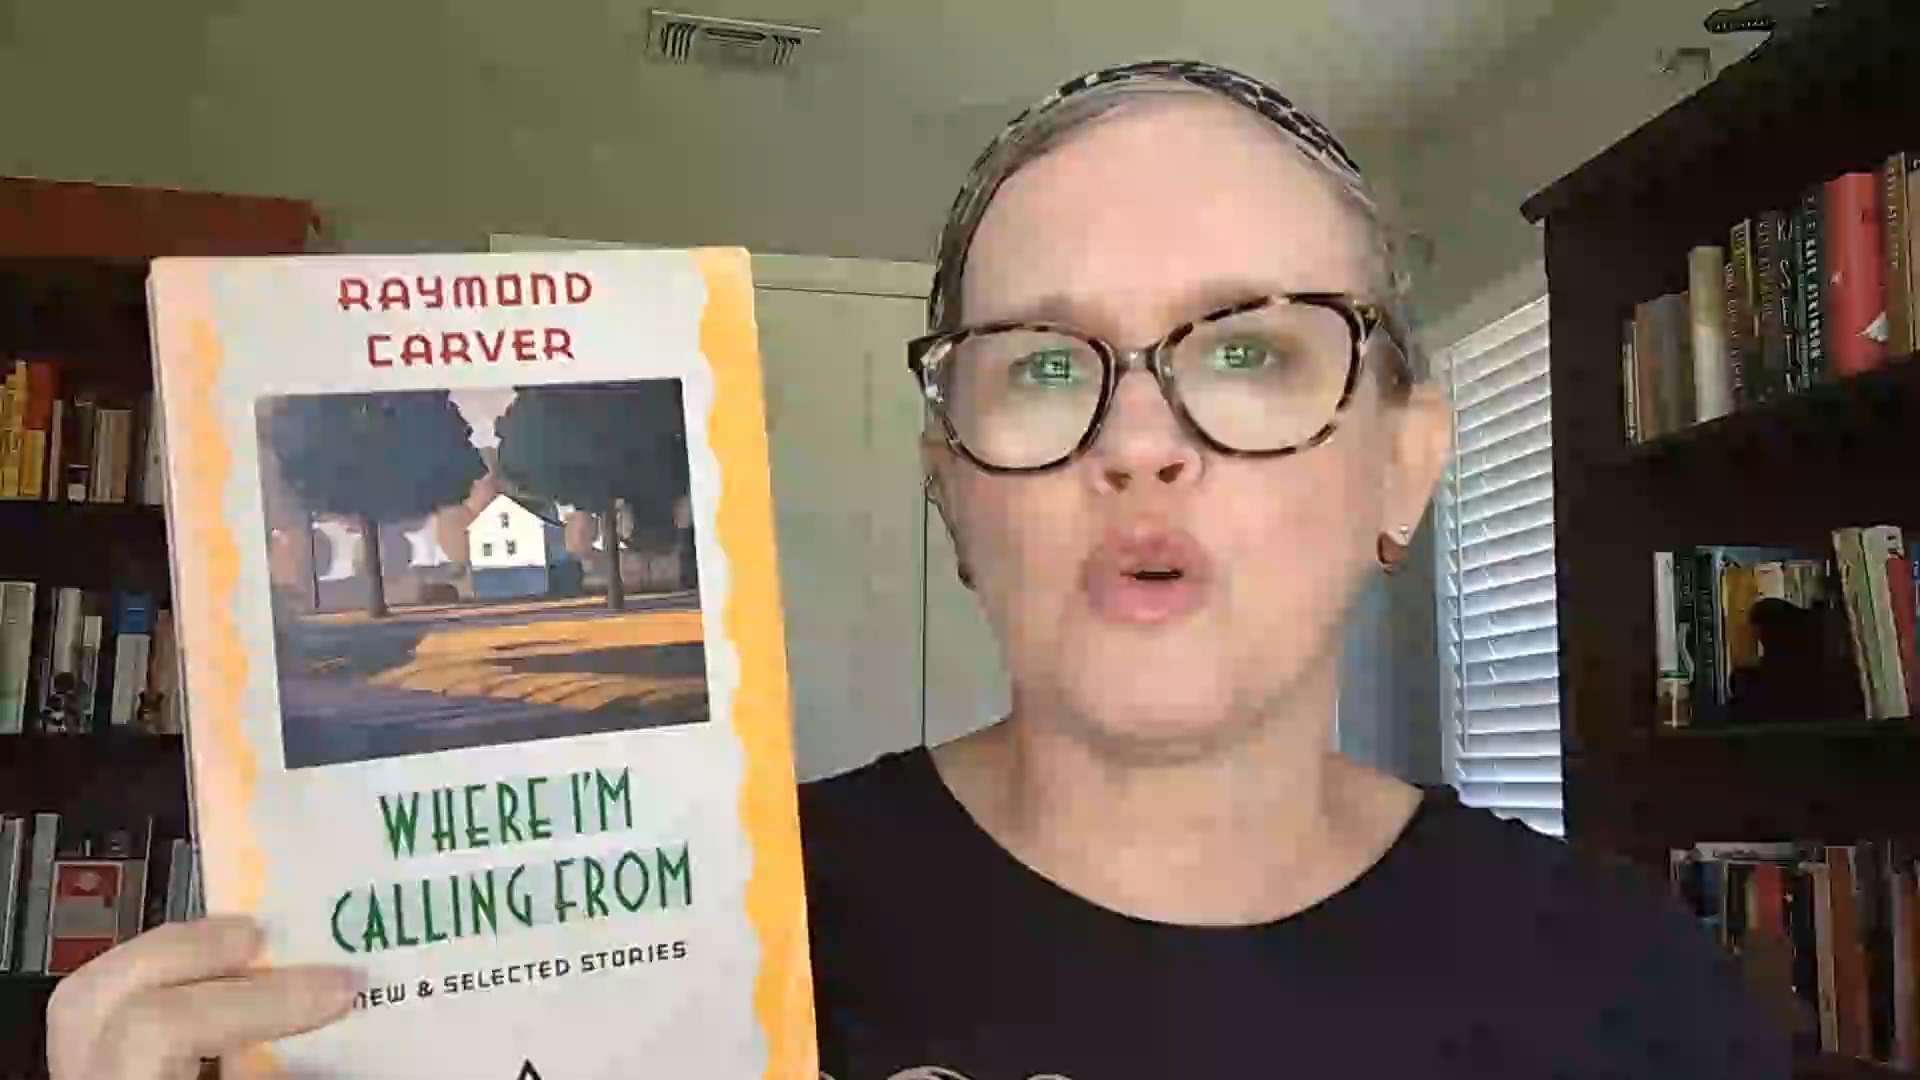 RAYMOND
CARVER
WHERE I'M
CALLING FROM
NEW & SELECTED STORIES